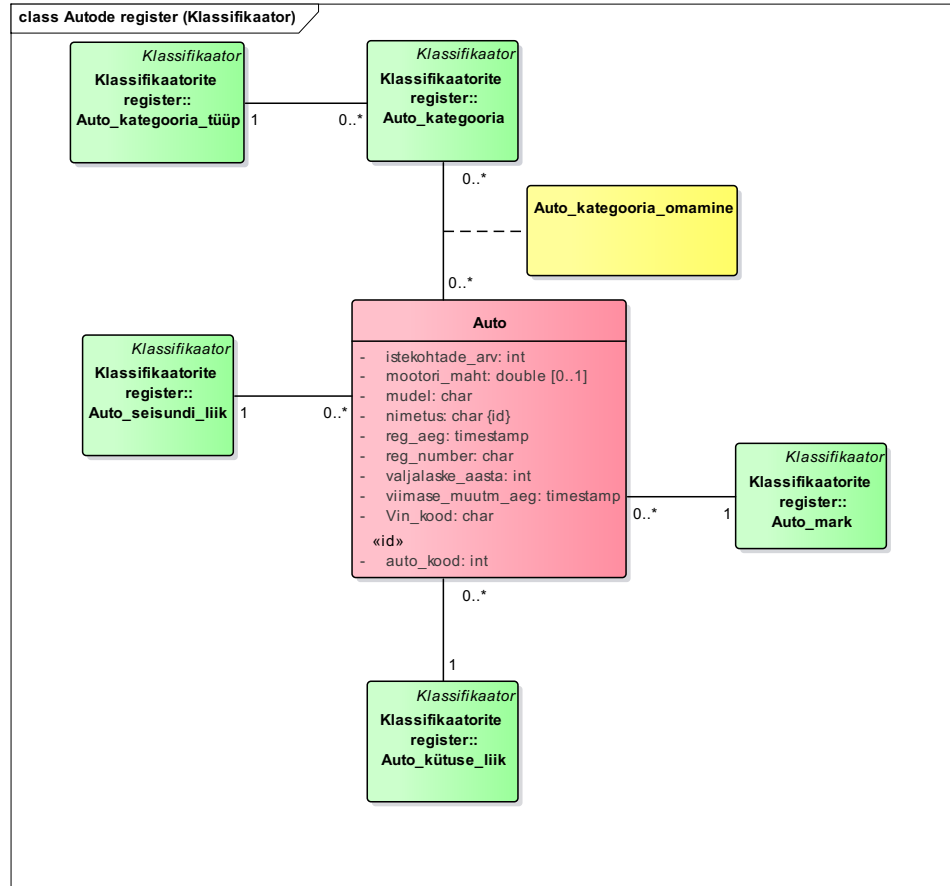 class Autode register (Klassifikaator)
Klassifikaator
Klassifikaatorite
register::
Auto_kategooria_tüüp
1
0..*
Klassifikaator
Klassifikaatorite
register::
Auto_kategooria
0..*
Auto_kategooria_omamine
0..*
Klassifikaator
Klassifikaatorite
register::
Auto_seisundi_liik
1
0..*
Auto
- istekohtade_arv: int
- mootori_maht: double [0..1]
- mudel: char
- nimetus: char {id}
- reg_aeg: timestamp
- reg_number: char
- valjalaske_aasta: int
- viimase_muutm_aeg: timestamp
- Vin_kood: char
«id»
- auto_kood: int
0..*
1
Klassifikaator
Klassifikaatorite
register::
Auto_mark
0..*
1
Klassifikaator
Klassifikaatorite
register::
Auto_kütuse_liik